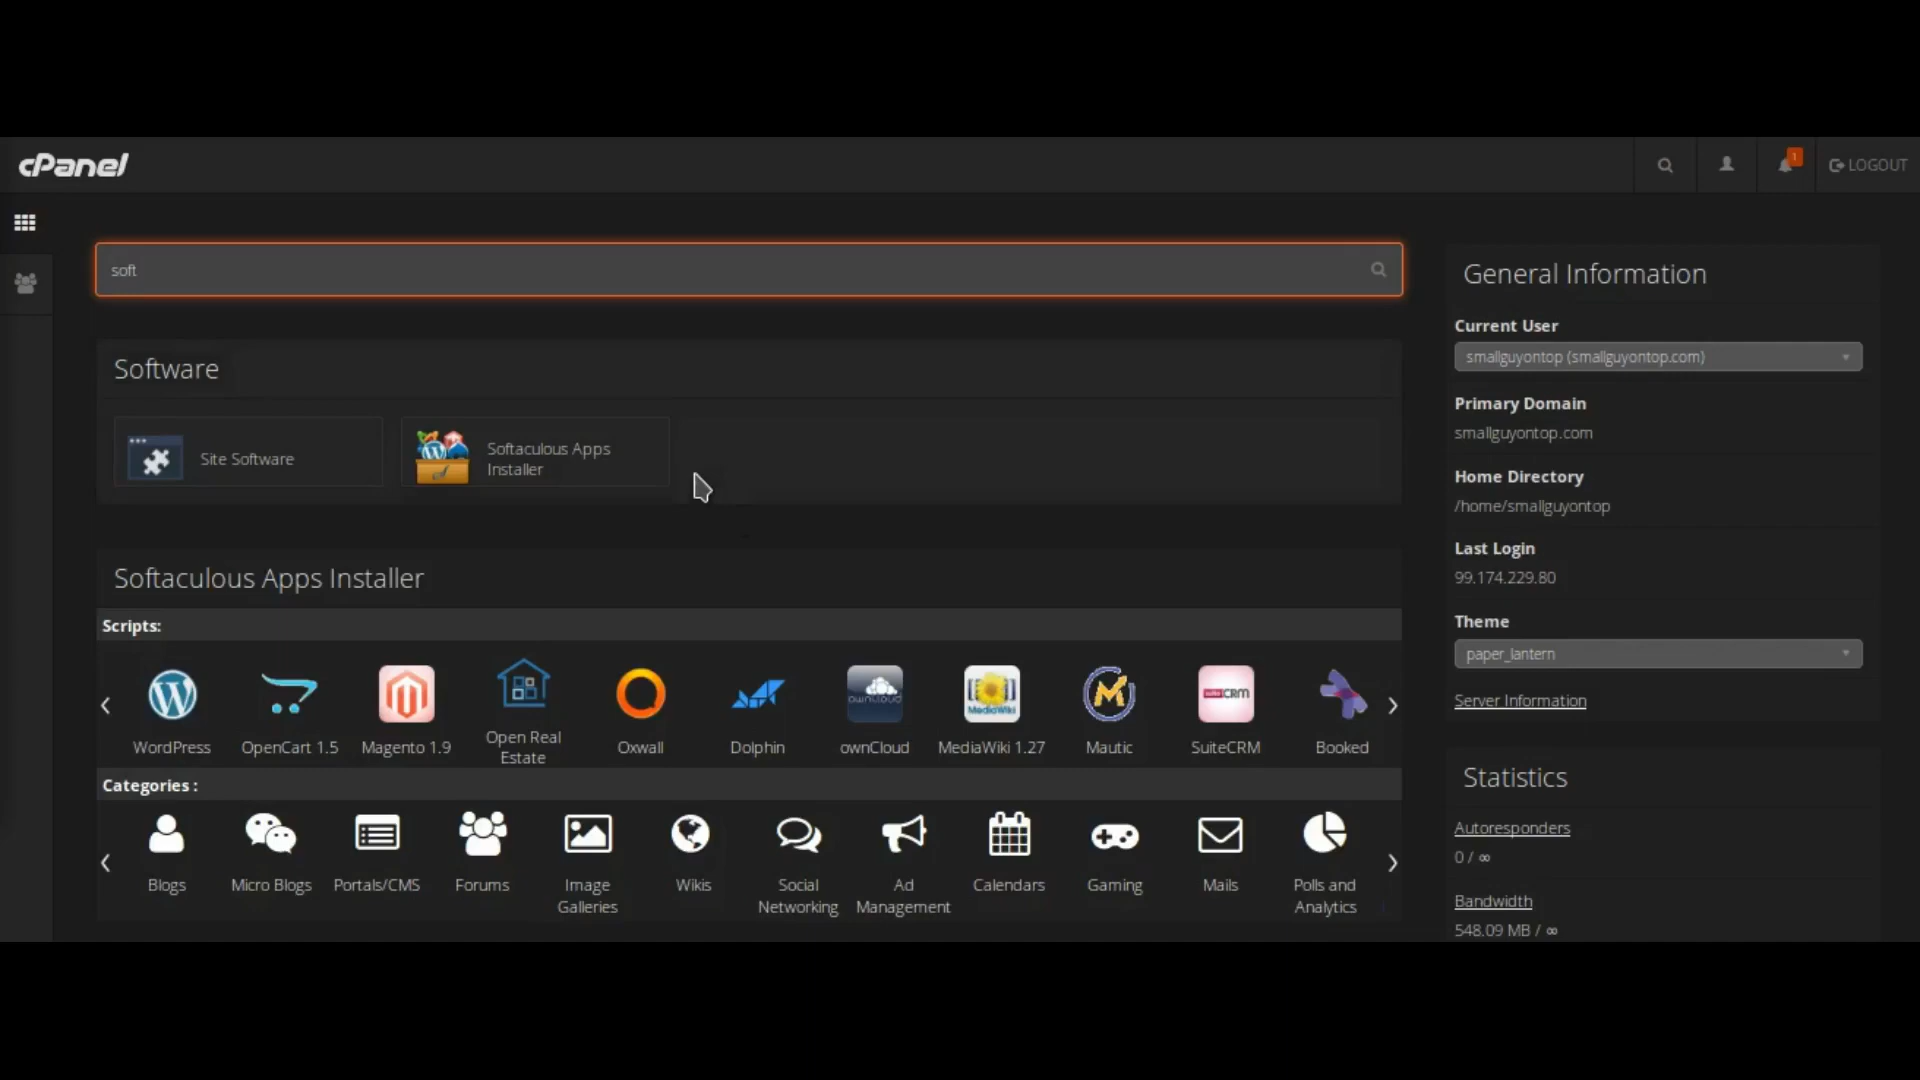 cPanel
1
LOGOUT
soft
Software
Site Software
Softaculous Apps
Installer
Softaculous Apps Installer
Scripts:
WordPress
OpenCart 1.5
Magento 1.9
Open Real
Estate
Oxwall
Dolphin
ownCloud
MediaWiki 1.27
Mautic
SuiteCRM
Booked
Categories :
Blogs
Micro Blogs
Portals/CMS
Forums
Image
Galleries
Wikis
Social
Networking
Ad
Management
Calendars
Gaming
Mails
Polls and
Analytics
General Information
Current User
smallguyontop (smallguyontop.com)
Primary Domain
smallguyontop.com
Home Directory
/home/smallguyontop
Last Login
99.174.229.80
Theme
paper_lantern
Server Information
Statistics
Autoresponders
0 / ∞
Bandwidth
548.09 MB / ∞